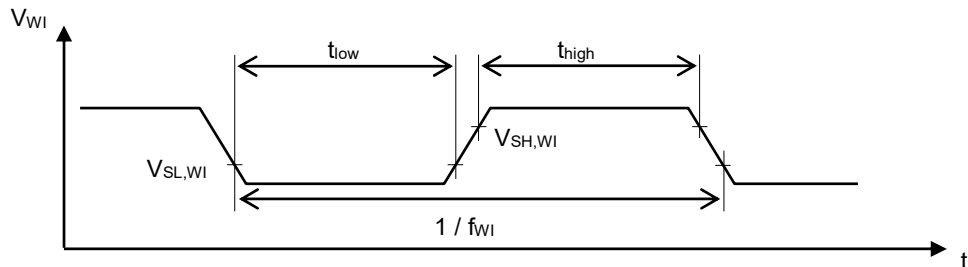 VWI
tlow
thigh
VSH,WI
VSL,WI
1 / fWI
t